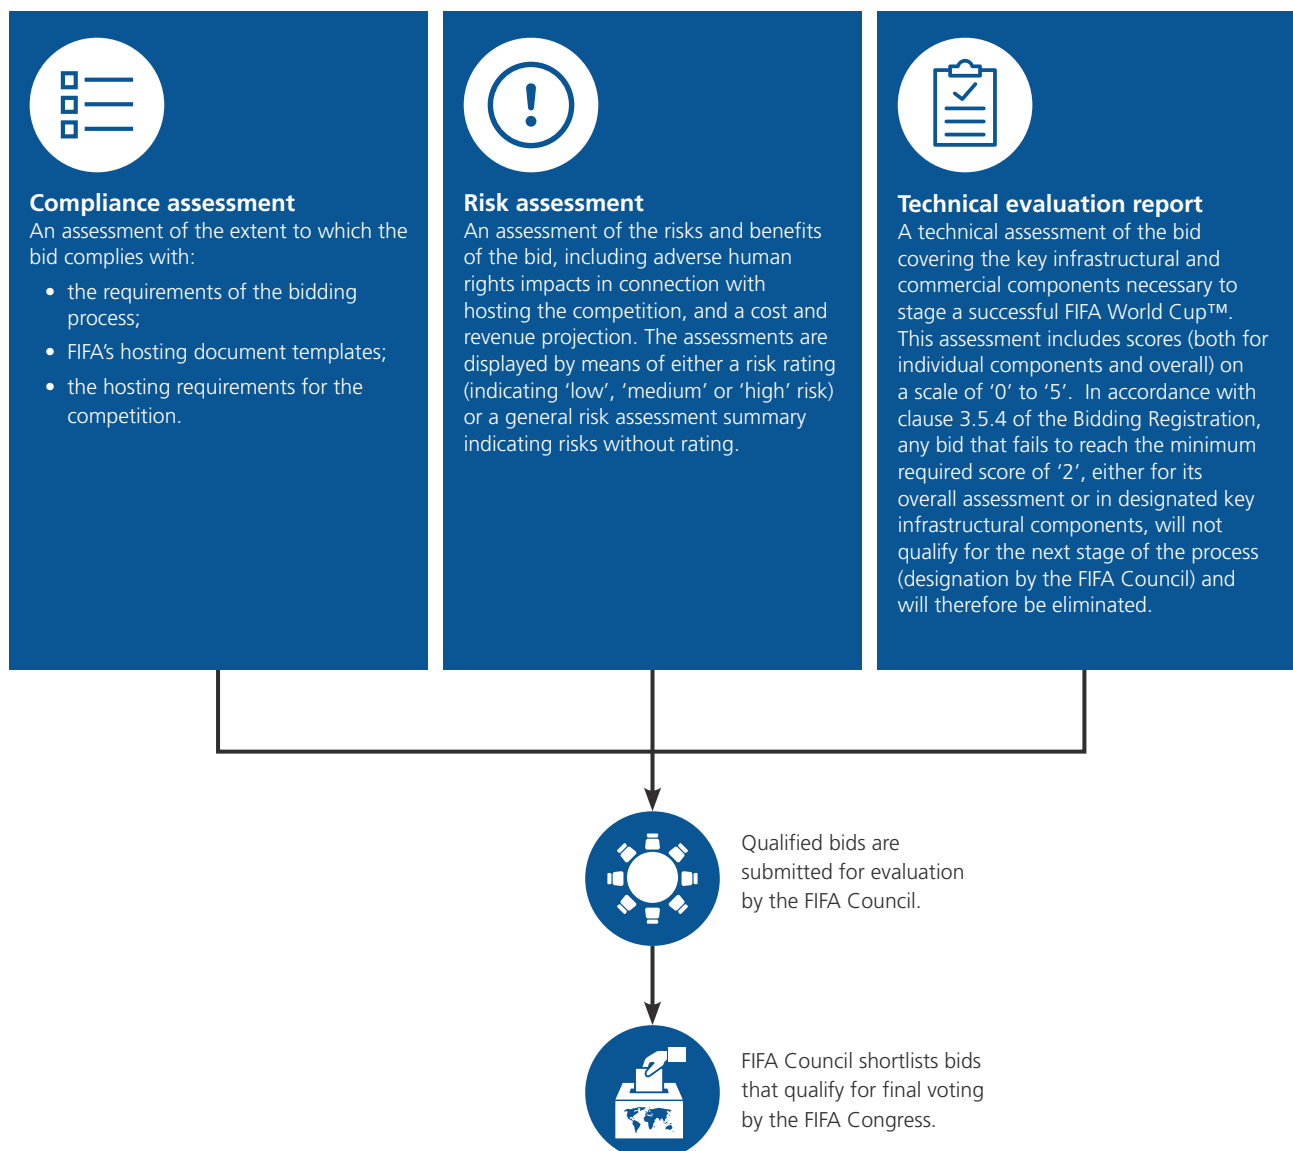 Compliance assessment
An assessment of the extent to which the
bid complies with:
• the requirements of the bidding
process;
• FIFA's hosting document templates;
• the hosting requirements for the
competition.
Risk assessment
An assessment of the risks and benefits
of the bid, including adverse human
rights impacts in connection with
hosting the competition, and a cost and
revenue projection. The assessments are
displayed by means of either a risk rating
(indicating ‘low’, ‘medium’ or ‘high’ risk)
or a general risk assessment summary
indicating risks without rating.
Technical evaluation report
A technical assessment of the bid
covering the key infrastructural and
commercial components necessary to
stage a successful FIFA World Cup™.
This assessment includes scores (both for
individual components and overall) on
a scale of ‘0’ to ‘5’.  In accordance with
clause 3.5.4 of the Bidding Registration,
any bid that fails to reach the minimum
required score of ‘2’, either for its
overall assessment or in designated key
infrastructural components, will not
qualify for the next stage of the process
(designation by the FIFA Council) and
will therefore be eliminated.
Qualified bids are
submitted for evaluation
by the FIFA Council.
FIFA Council shortlists bids
that qualify for final voting
by the FIFA Congress.